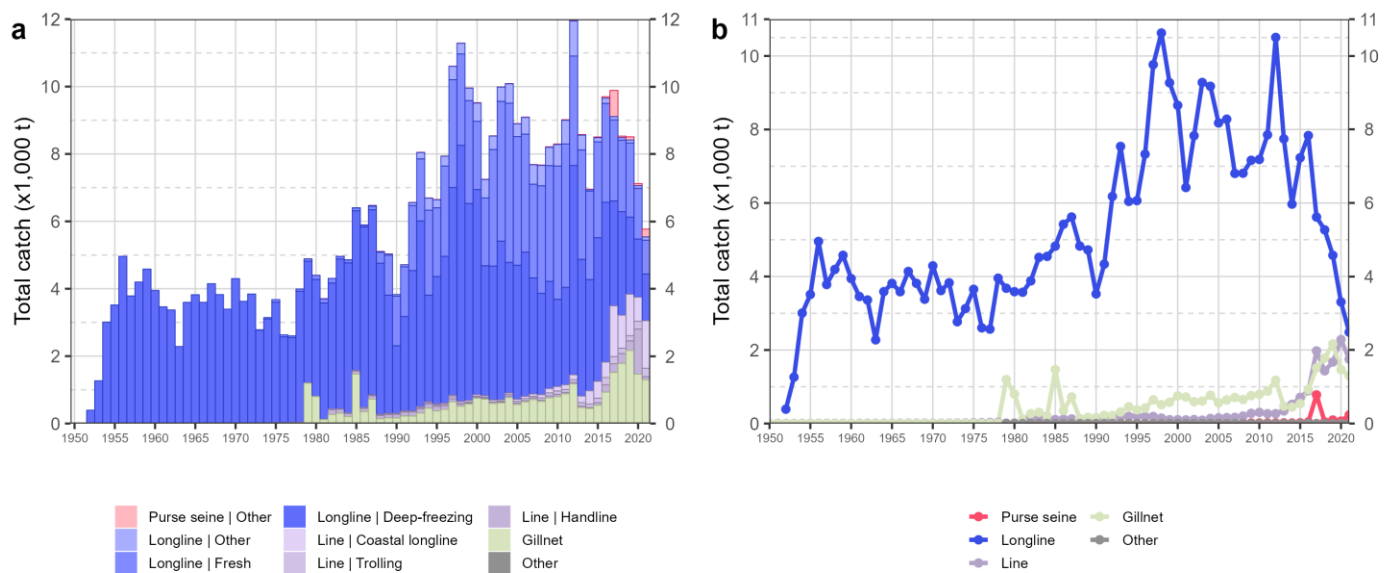 a
b
Total catch (x1,000 t)
12
10
8
6
4
2
0
12
10
8
6
4
2
0
1950 1955 1960 1965 1970 1975 1980 1985 1990 1995 2000 2005 2010 2015 2020
Total catch (x1,000 t)
11
10
8
6
4
2
0
11
10
8
6
4
2
0
1950 1955 1960 1965 1970 1975 1980 1985 1990 1995 2000 2005 2010 2015 2020
Purse seine | Other
Longline | Deep-freezing
Line | Handline
Longline | Other
Line | Coastal longline
Gillnet
Longline | Fresh
Line | Trolling
Other
Purse seine
Gillnet
Longline
Other
Line